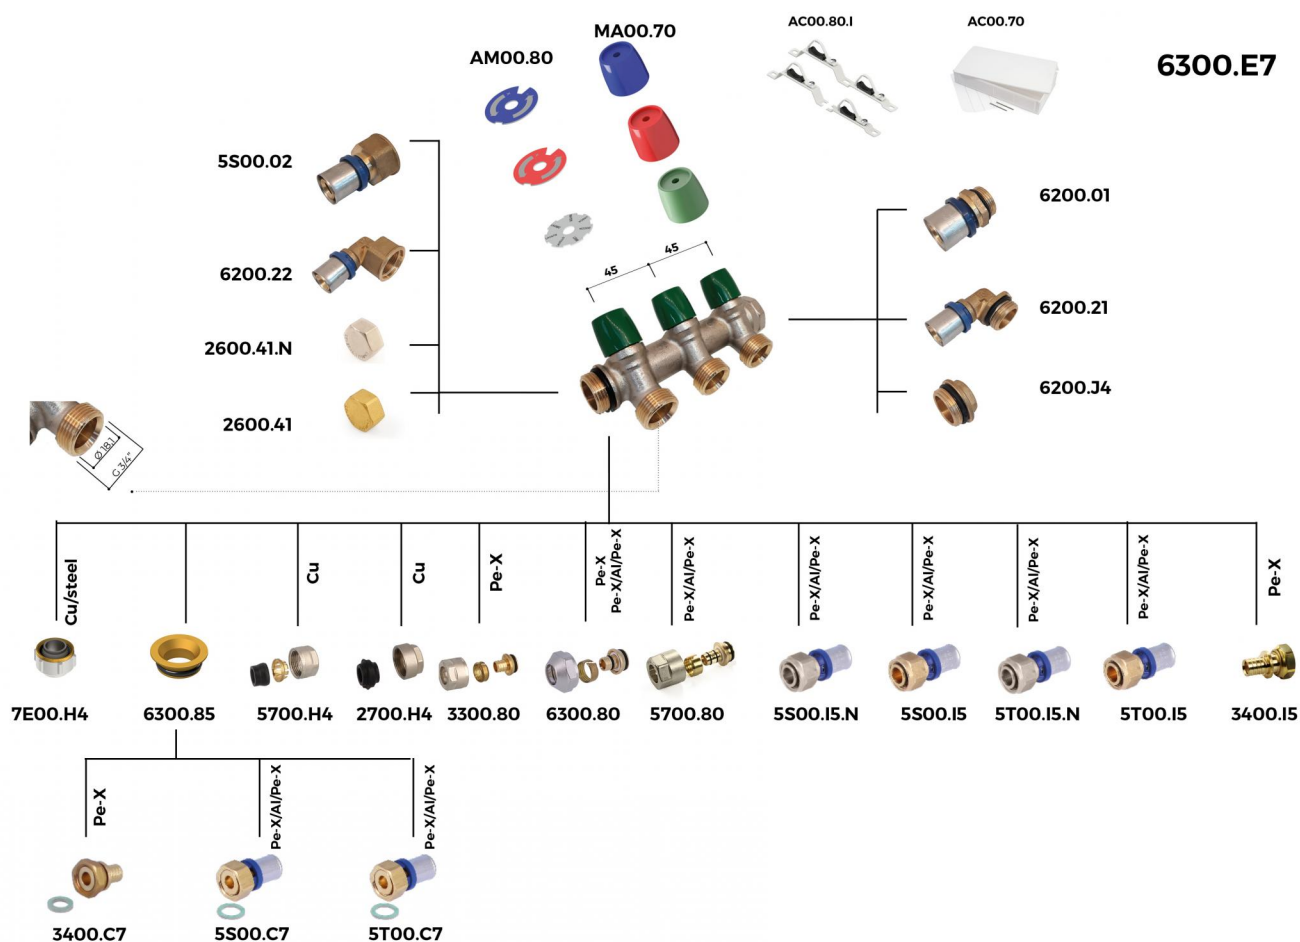 AC00.80.I
AC00.70
MA00.70
AM00.80
6300.E7
5S00.02
6200.01
45
45
6200.22
6200.21
2600.41.N
6200.J4
2600.41
Ø 18,1
G 3/4"
Cu/steel
Cu
Cu
Pe-X
Pe-X
Pe-X/Al/Pe-X
Pe-X/Al/Pe-X
Pe-X/Al/Pe-X
Pe-X/Al/Pe-X
Pe-X/Al/Pe-X
Pe-X/Al/Pe-X
Pe-X
7E00.H4
6300.85
5700.H4
2700.H4
3300.80
6300.80
5700.80
5S00.I5.N
5S00.I5
5T00.I5.N
5T00.I5
3400.I5
Pe-X
Pe-X/Al/Pe-X
Pe-X/Al/Pe-X
3400.C7
5S00.C7
5T00.C7